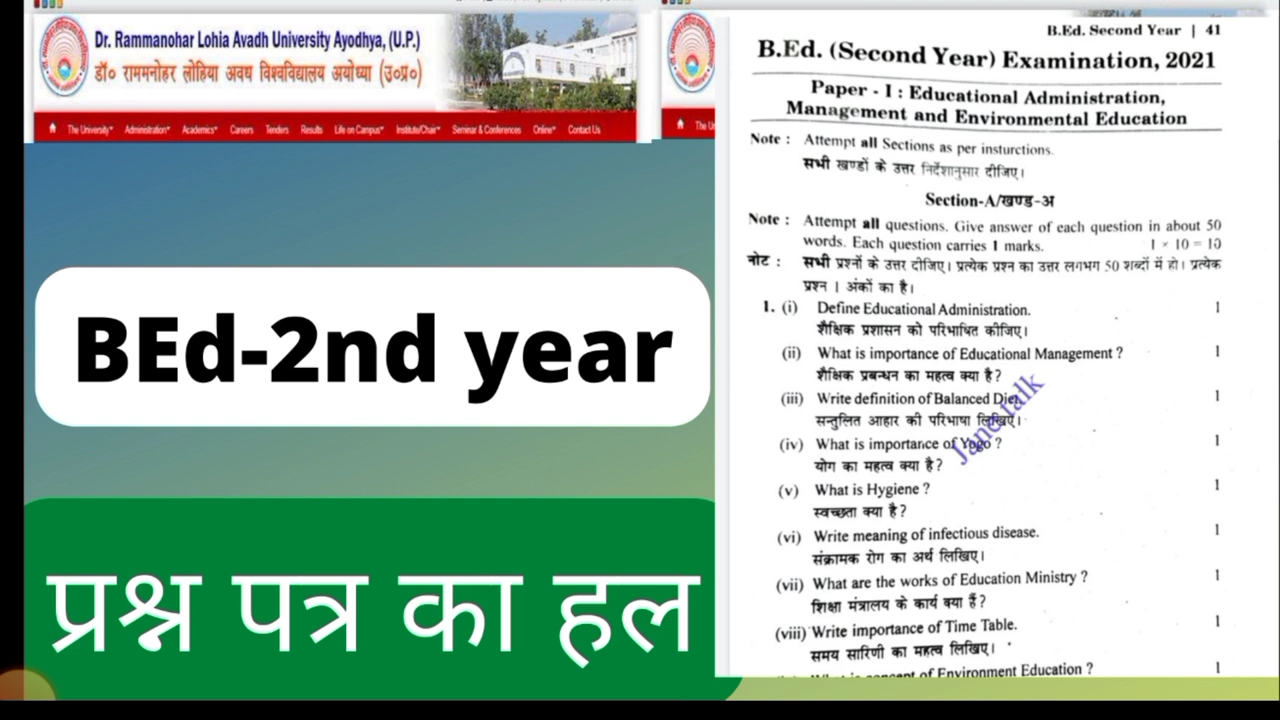 Dr. Rammanohar Lohia Avadh University Ayodhya, (U.P.)
डॉ० राममनोहर लोहिया अवध विश्वविद्यालय अयोध्या (उ०प्र०)
The University Administration Academics Careers Tenders Results Life on Campus Institute/Chair Seminar & Conferences Online Contact Us
BEd-2nd year
प्रश्न पत्र का हल
B.Ed. Second Year | 41
B.Ed. (Second Year) Examination, 2021
Paper - I : Educational Administration,
Management and Environmental Education
Note : Attempt all Sections as per insturctions.
सभी खण्डों के उत्तर निर्देशानुसार दीजिए।
Section-A/खण्ड-अ
Note : Attempt all questions. Give answer of each question in about 50
words. Each question carries 1 marks. 1 × 10 = 10
नोट : सभी प्रश्नों के उत्तर दीजिए। प्रत्येक प्रश्न का उत्तर लगभग 50 शब्दों में हो। प्रत्येक
प्रश्न 1 अंकों का है।
1. (i) Define Educational Administration. 1
शैक्षिक प्रशासन को परिभाषित कीजिए।
(ii) What is importance of Educational Management ? 1
शैक्षिक प्रबन्धन का महत्व क्या है?
(iii) Write definition of Balanced Diet. 1
सन्तुलित आहार की परिभाषा लिखिए।
(iv) What is importance of Yogo ? 1
योग का महत्व क्या है?
(v) What is Hygiene ? 1
स्वच्छता क्या है?
(vi) Write meaning of infectious disease. 1
संक्रामक रोग का अर्थ लिखिए।
(vii) What are the works of Education Ministry ? 1
शिक्षा मंत्रालय के कार्य क्या हैं?
(viii) Write importance of Time Table. 1
समय सारिणी का महत्व लिखिए।
What is concept of Environment Education ? 1
Jane talk